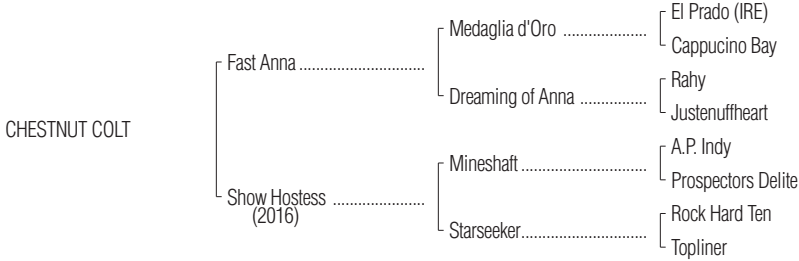 El Prado (IRE)
Medaglia d'Oro ....................
Cappucino Bay
Fast Anna ..............................
Rahy
Dreaming of Anna ................
Justenuffheart
CHESTNUT COLT
A.P. Indy
Mineshaft ..............................
Prospectors Delite
Show Hostess ......................
(2016)
Rock Hard Ten
Starseeker..............................
Topliner